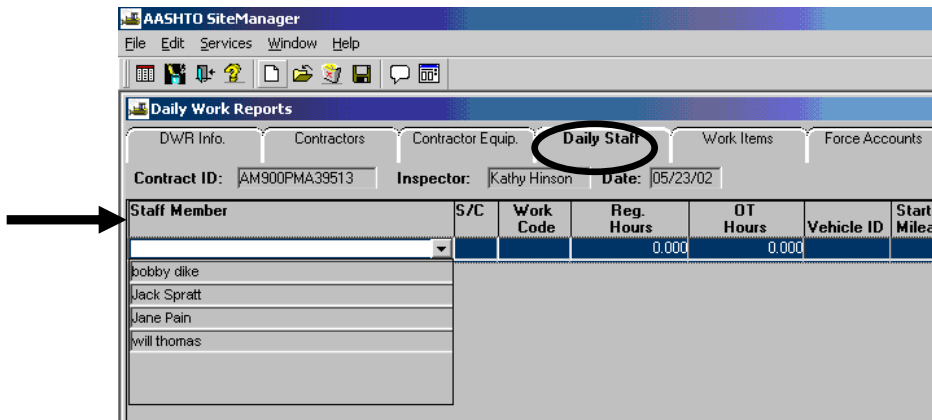 AASHTO SiteManager
File Edit Services Window Help
Daily Work Reports
DWR Info. Contractors Contractor Equip. Daily Staff Work Items Force Accounts
Contract ID: AM900PMA39513 Inspector: Kathy Hinson Date: 05/23/02
Staff Member S/C Work Code Reg. Hours OT Hours Vehicle ID Start Milea
0.000 0.000
bobby dike
Jack Spratt
Jane Pain
will thomas